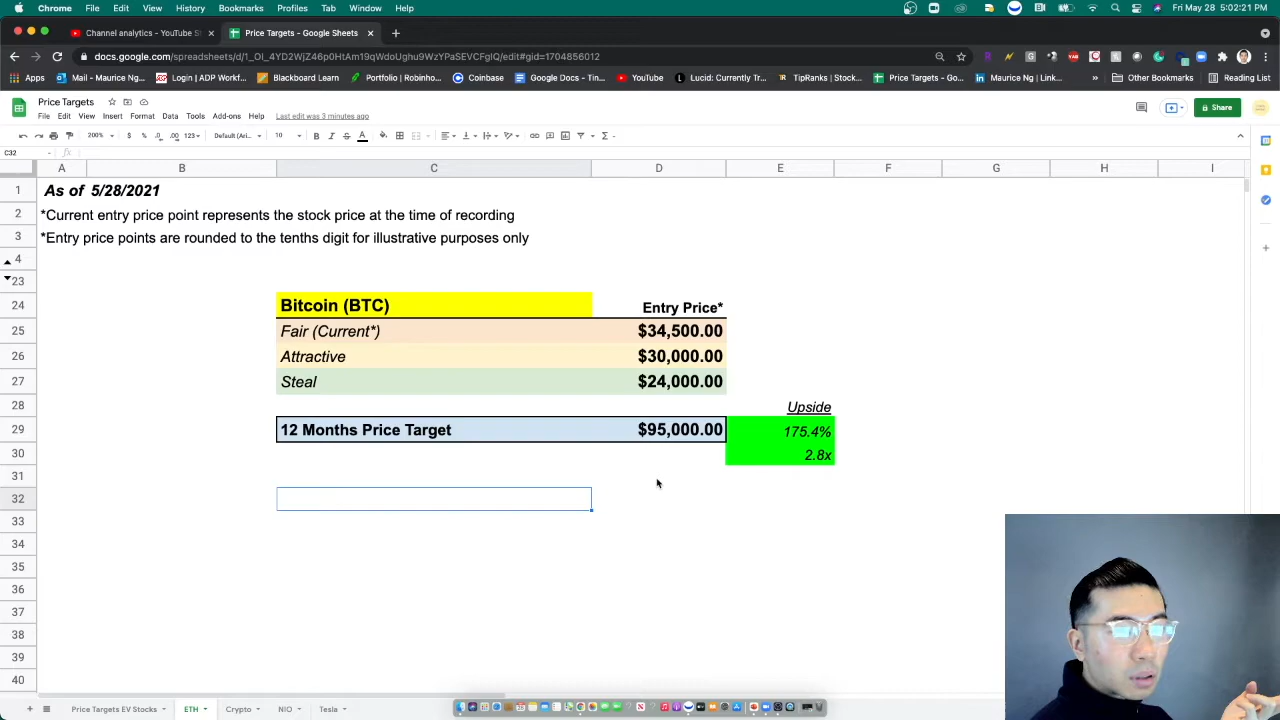 Chrome File Edit View History Bookmarks Profiles Tab Window Help Fri May 28 5:02:21 PM
Channel analytics - YouTube S Price Targets - Google Sheets
docs.google.com/spreadsheets/d/
Apps Mail - Maurice Ng... Login | ADP Workf... Blackboard Learn Portfolio | Robinho... Coinbase Google Docs - Tin... YouTube Lucid: Currently Tr... TipRanks | Stock... Price Targets - Go... Maurice Ng | Link... » Other Bookmarks Reading List
Price Targets
File Edit View Insert Format Data Tools Add-ons Help Last edit was 3 minutes ago
Share
200% $ % .0 .00 123 Default (Ari... 10 B I S A
C32 fx
A B C D E F G H I
1 As of 5/28/2021
2 *Current entry price point represents the stock price at the time of recording
3 *Entry price points are rounded to the tenths digit for illustrative purposes only
4
23
24 Bitcoin (BTC) Entry Price*
25 Fair (Current*) $34,500.00
26 Attractive $30,000.00
27 Steal $24,000.00
28 Upside
29 12 Months Price Target $95,000.00 175.4%
30 2.8x
31
32
33
34
35
36
37
38
39
40
Price Targets EV Stocks ETH Crypto NIO Tesla